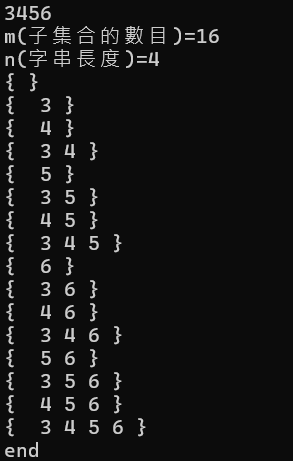 3456
m(子集合的數目)=16
n(字串長度)=4
{ }
{  3 }
{  4 }
{  3 4 }
{  5 }
{  3 5 }
{  4 5 }
{  3 4 5 }
{  6 }
{  3 6 }
{  4 6 }
{  3 4 6 }
{  5 6 }
{  3 5 6 }
{  4 5 6 }
{  3 4 5 6 }
end